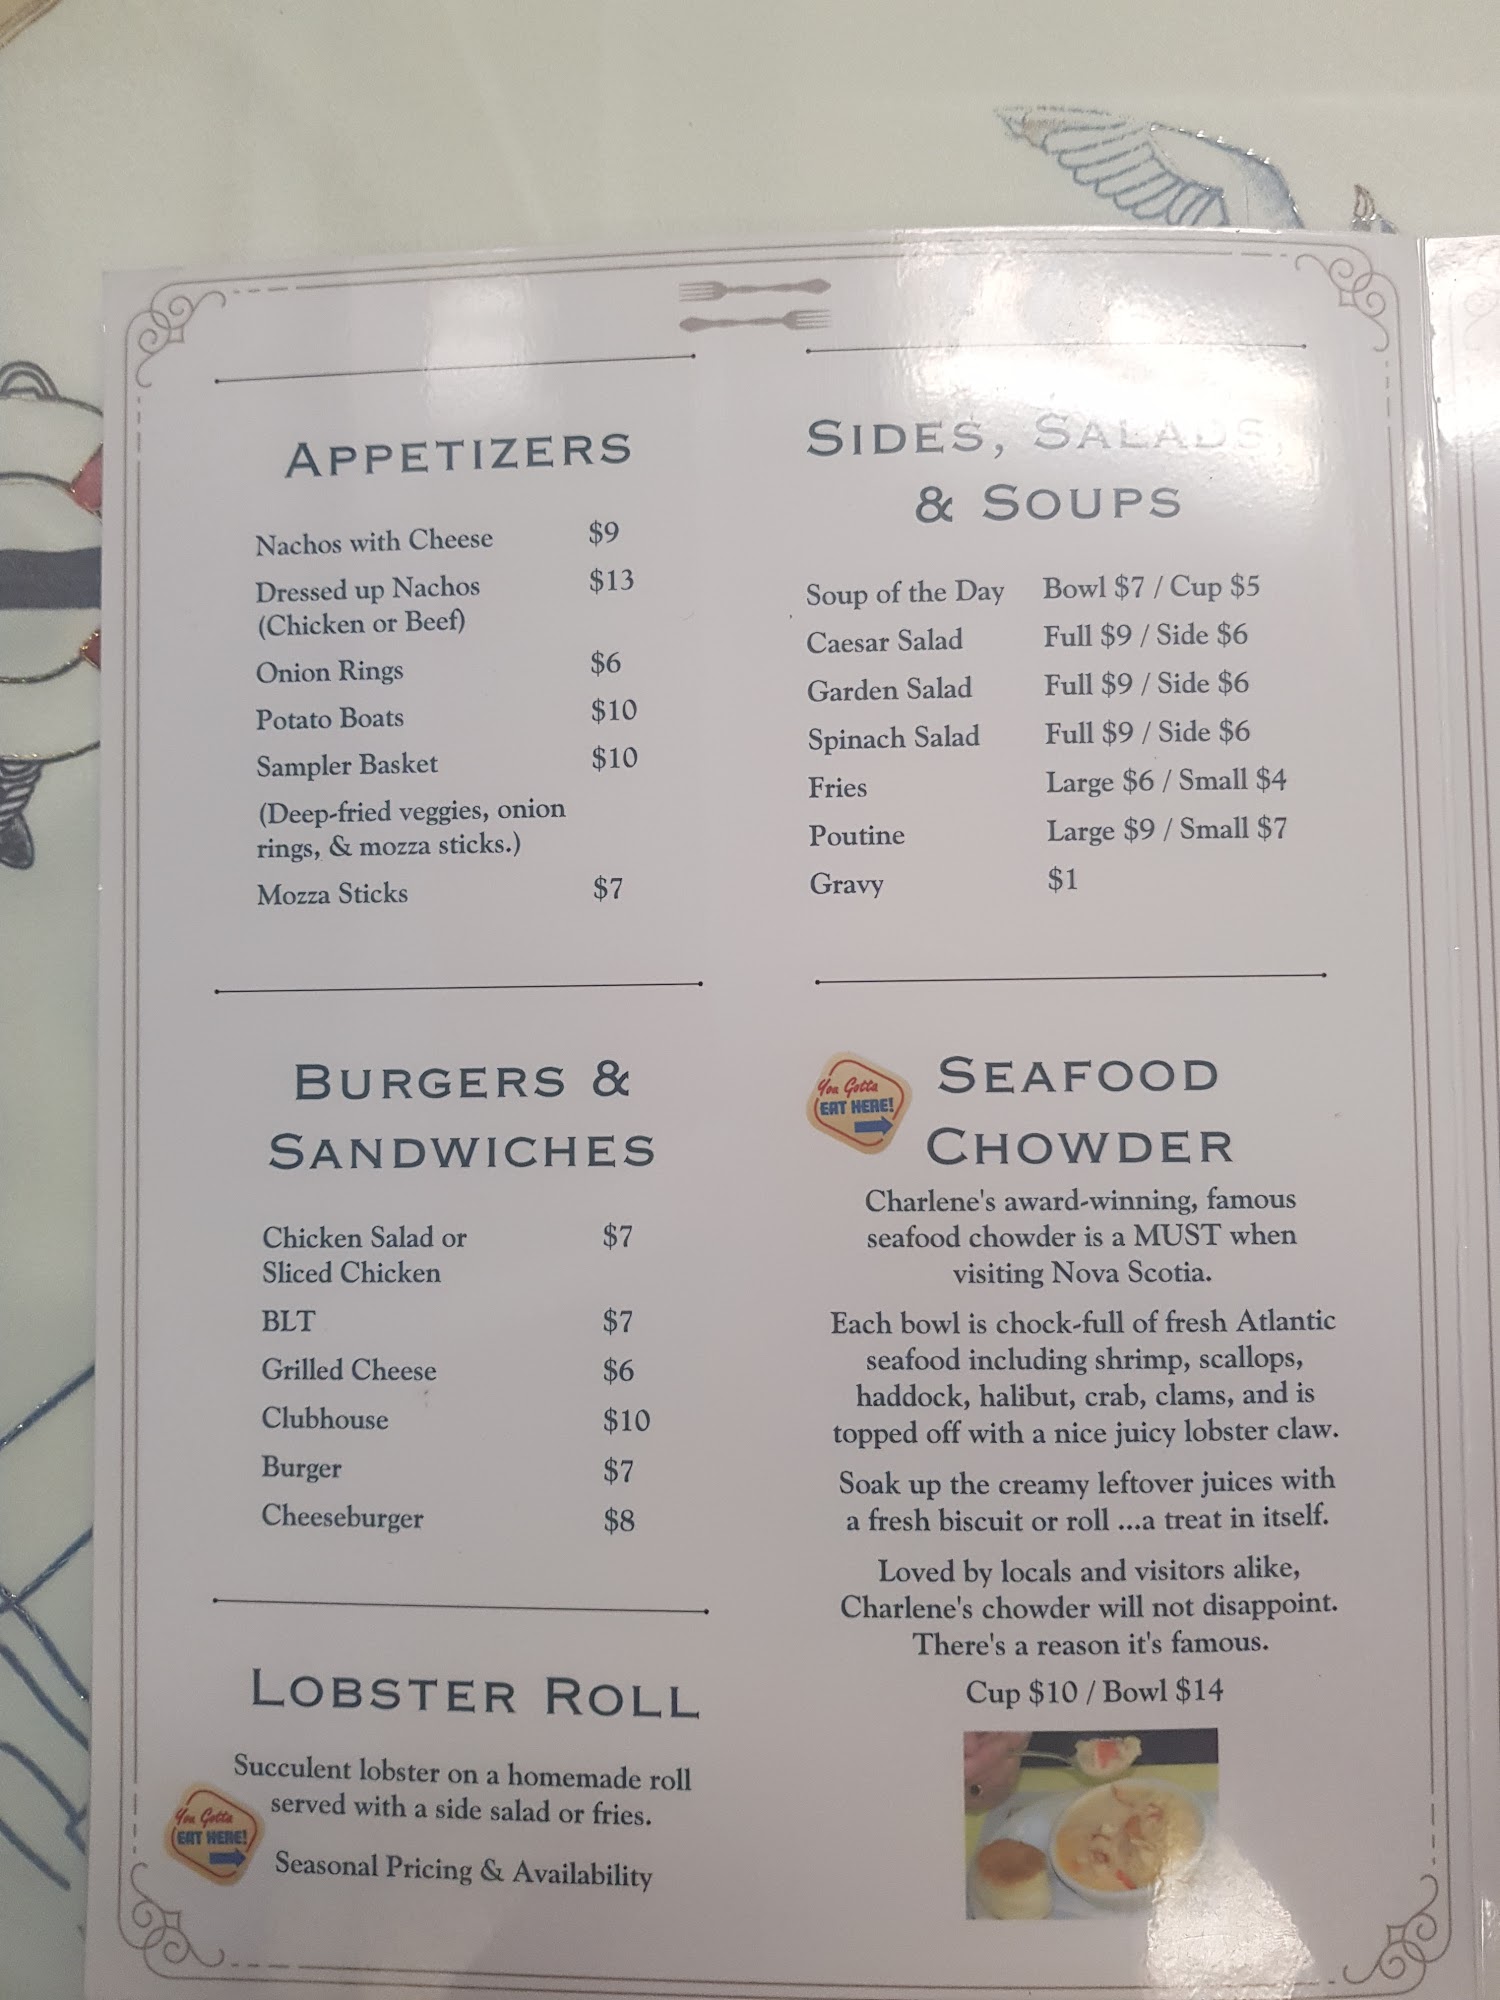 APPETIZERS
Nachos with Cheese $9
Dressed up Nachos $13
(Chicken or Beef)
Onion Rings $6
Potato Boats $10
Sampler Basket $10
(Deep-fried veggies, onion
rings, & mozza sticks.)
Mozza Sticks $7
SIDES, SALADS,
& SOUPS
Soup of the Day Bowl $7 / Cup $5
Caesar Salad Full $9 / Side $6
Garden Salad Full $9 / Side $6
Spinach Salad Full $9 / Side $6
Fries Large $6 / Small $4
Poutine Large $9 / Small $7
Gravy $1
BURGERS &
SANDWICHES
Chicken Salad or $7
Sliced Chicken
BLT $7
Grilled Cheese $6
Clubhouse $10
Burger $7
Cheeseburger $8
LOBSTER ROLL
Succulent lobster on a homemade roll
served with a side salad or fries.
You Gotta
EAT HERE!
Seasonal Pricing & Availability
You Gotta
EAT HERE!
SEAFOOD
CHOWDER
Charlene's award-winning, famous
seafood chowder is a MUST when
visiting Nova Scotia.
Each bowl is chock-full of fresh Atlantic
seafood including shrimp, scallops,
haddock, halibut, crab, clams, and is
topped off with a nice juicy lobster claw.
Soak up the creamy leftover juices with
a fresh biscuit or roll ...a treat in itself.
Loved by locals and visitors alike,
Charlene's chowder will not disappoint.
There's a reason it's famous.
Cup $10 / Bowl $14